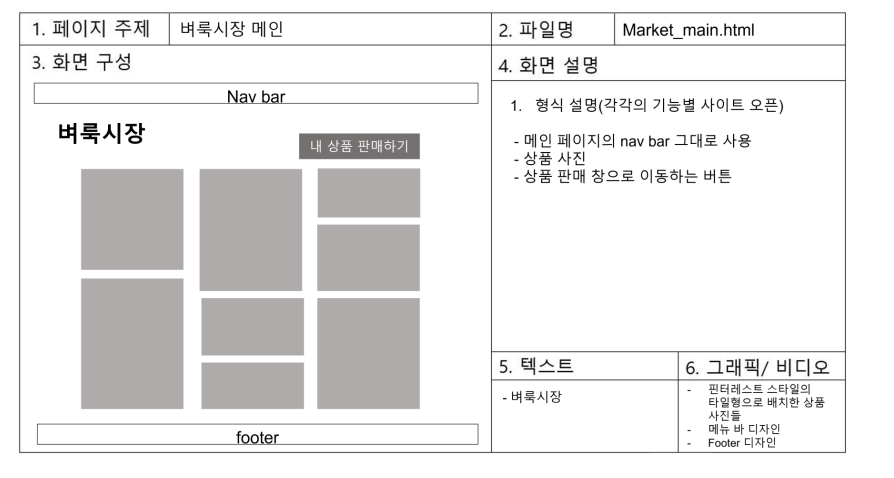 1. 페이지 주제
벼룩시장 메인
2. 파일명
Market_main.html
3. 화면 구성
Nav bar
벼룩시장
내 상품 판매하기
footer
4. 화면 설명
1. 형식 설명(각각의 기능별 사이트 오픈)
- 메인 페이지의 nav bar 그대로 사용
- 상품 사진
- 상품 판매 창으로 이동하는 버튼
5. 텍스트
- 벼룩시장
6. 그래픽/ 비디오
- 핀터레스트 스타일의
타일형으로 배치한 상품
사진들
- 메뉴 바 디자인
- Footer 디자인